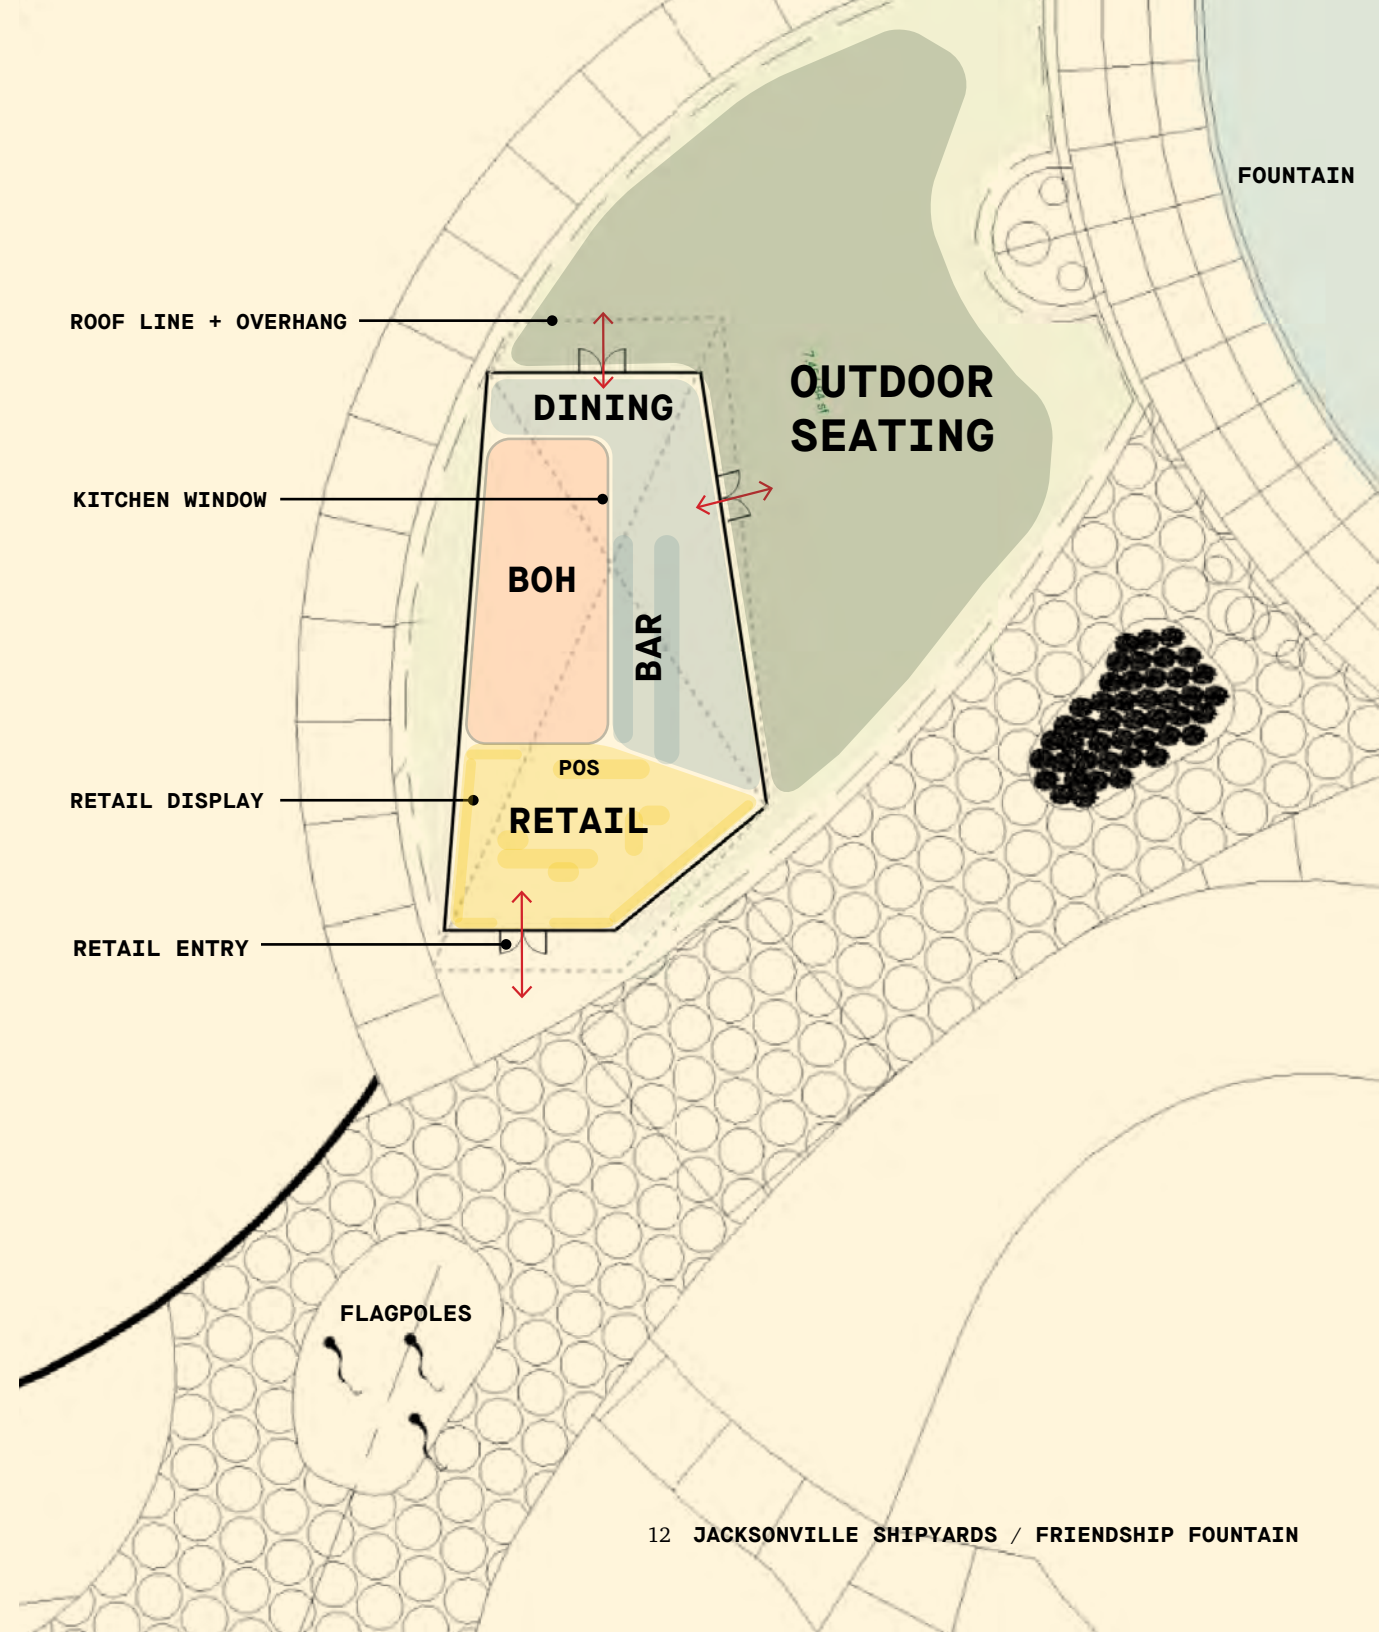 FOUNTAIN
ROOF LINE + OVERHANG
OUTDOOR
SEATING
DINING
KITCHEN WINDOW
BOH
BAR
POS
RETAIL DISPLAY
RETAIL
RETAIL ENTRY
FLAGPOLES
12 JACKSONVILLE SHIPYARDS / FRIENDSHIP FOUNTAIN